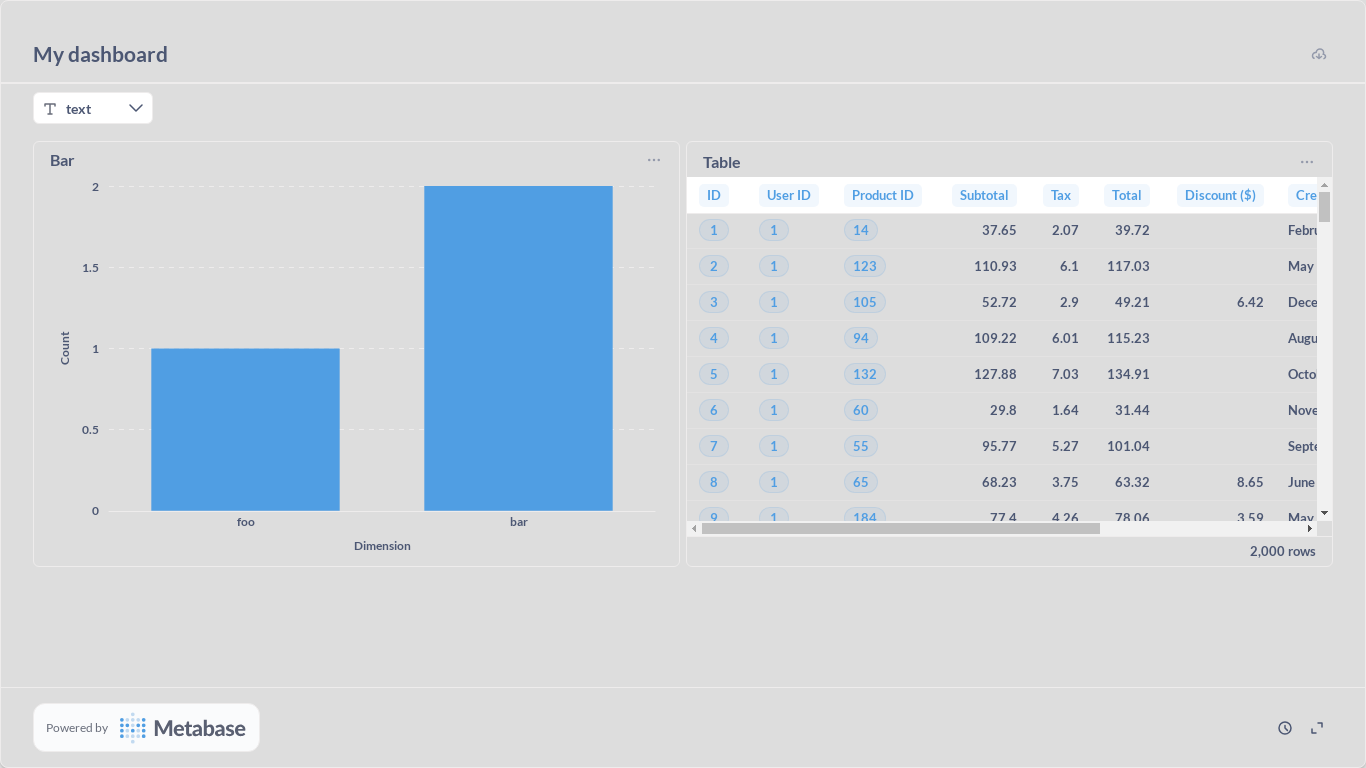 My dashboard
text
Bar
2
1.5
1
0.5
0
Count
foo bar
Dimension
Table
ID User ID Product ID Subtotal Tax Total Discount ($) Cre
1 1 14 37.65 2.07 39.72 Febru
2 1 123 110.93 6.1 117.03 May
3 1 105 52.72 2.9 49.21 6.42 Dece
4 1 94 109.22 6.01 115.23 Augu
5 1 132 127.88 7.03 134.91 Octo
6 1 60 29.8 1.64 31.44 Nove
7 1 55 95.77 5.27 101.04 Septe
8 1 65 68.23 3.75 63.32 8.65 June
9 1 184 77.4 4.26 78.06 3.59 May
2,000 rows
Powered by Metabase